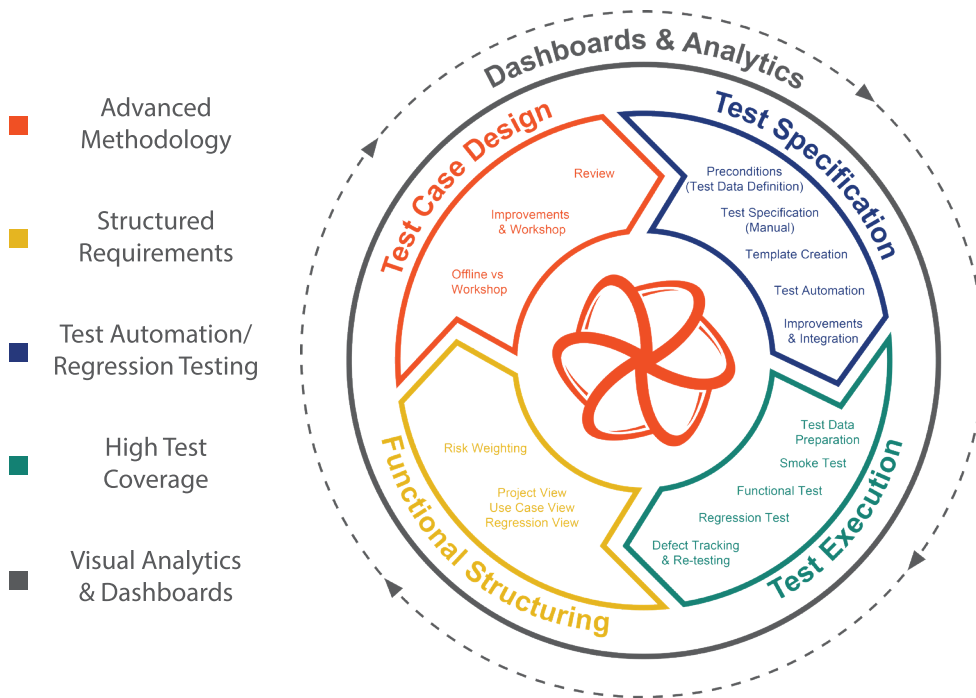 Advanced
Methodology
Structured
Requirements
Test Automation/
Regression Testing
High Test
Coverage
Visual Analytics
& Dashboards
Dashboards & Analytics
Test Case Design
Review
Improvements
& Workshop
Offline vs
Workshop
Test Specification
Preconditions
(Test Data Definition)
Test Specification
(Manual)
Template Creation
Test Automation
Improvements
& Integration
Test Execution
Test Data
Preparation
Smoke Test
Functional Test
Regression Test
Defect Tracking
& Re-testing
Functional Structuring
Risk Weighting
Project View
Use Case View
Regression View